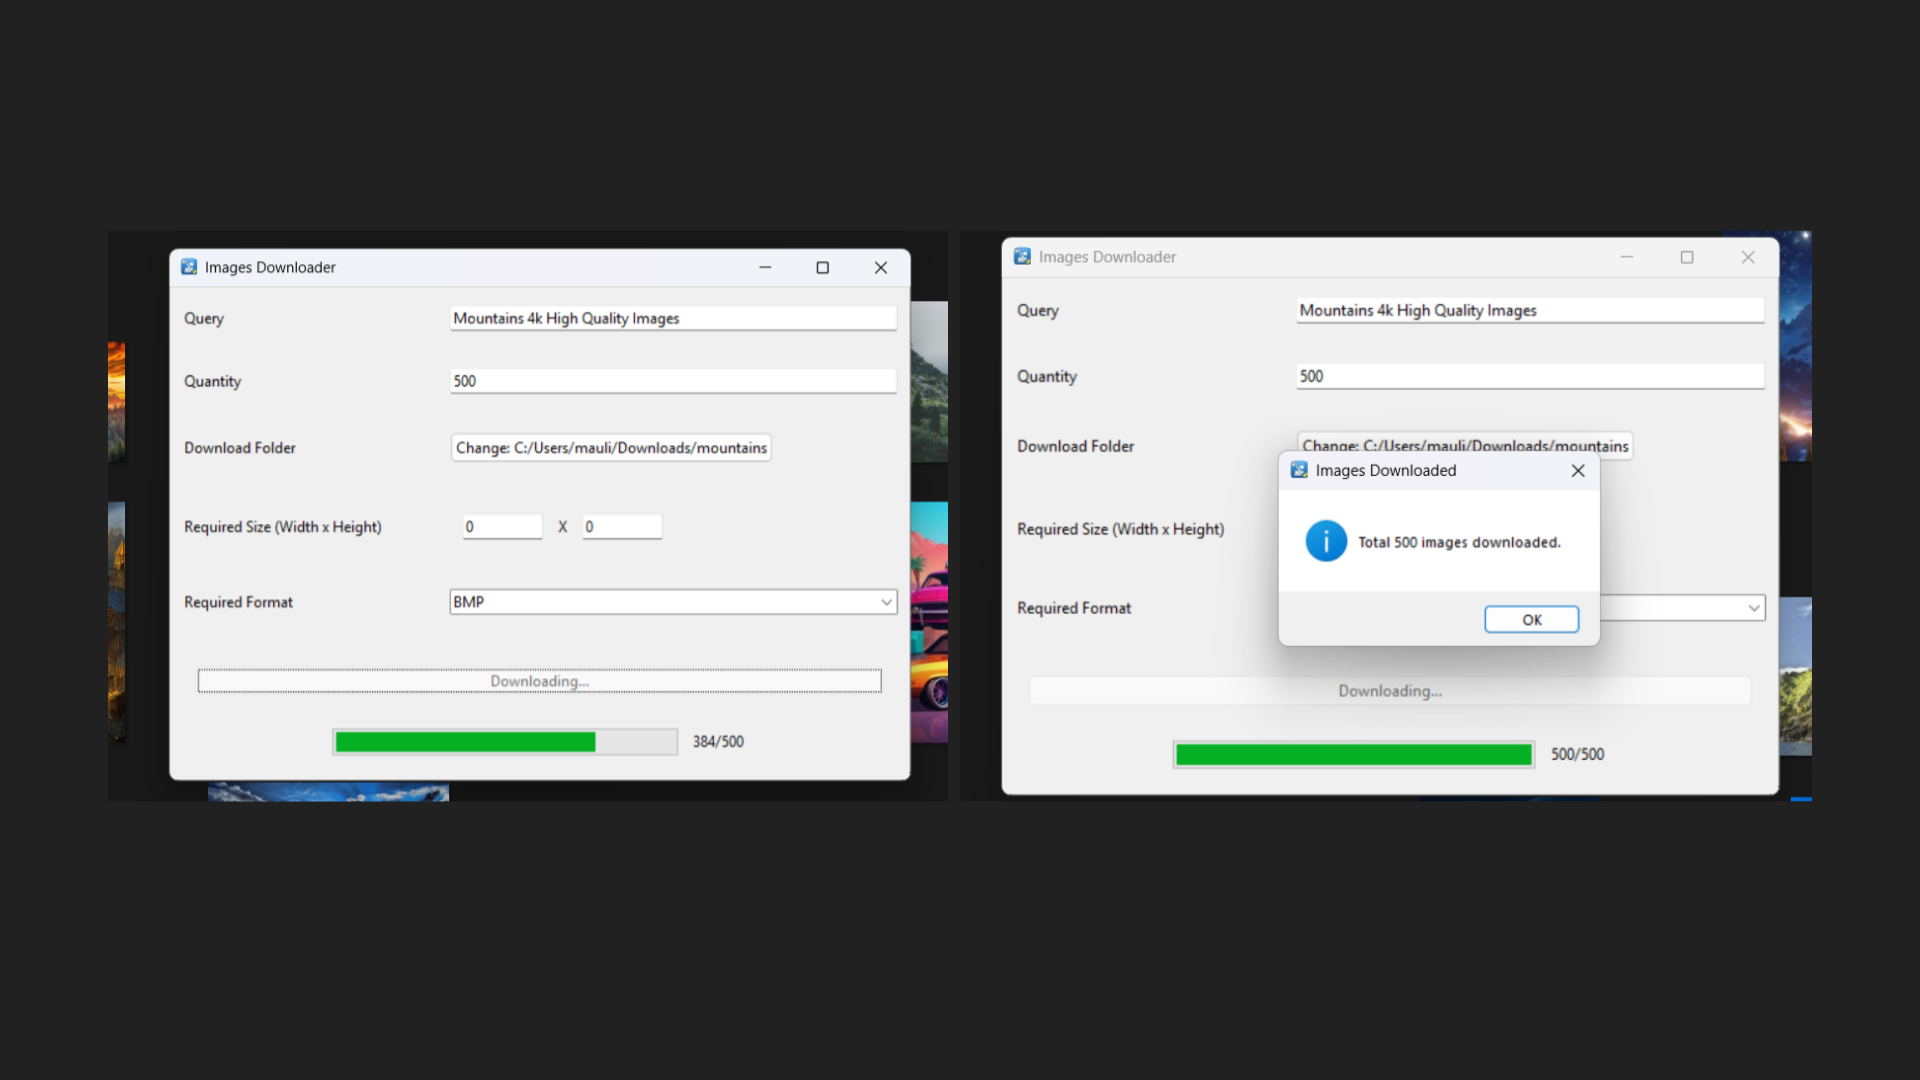 Images Downloader
Query
Mountains 4k High Quality Images
Quantity
500
Download Folder
Change: C:/Users/mauli/Downloads/mountains
Required Size (Width x Height)
0 X 0
Required Format
BMP
Downloading...
384/500
Images Downloader
Query
Mountains 4k High Quality Images
Quantity
500
Download Folder
Change: C:/Users/mauli/Downloads/mountains
Images Downloaded
Required Size (Width x Height)
Total 500 images downloaded.
Required Format
OK
Downloading...
500/500